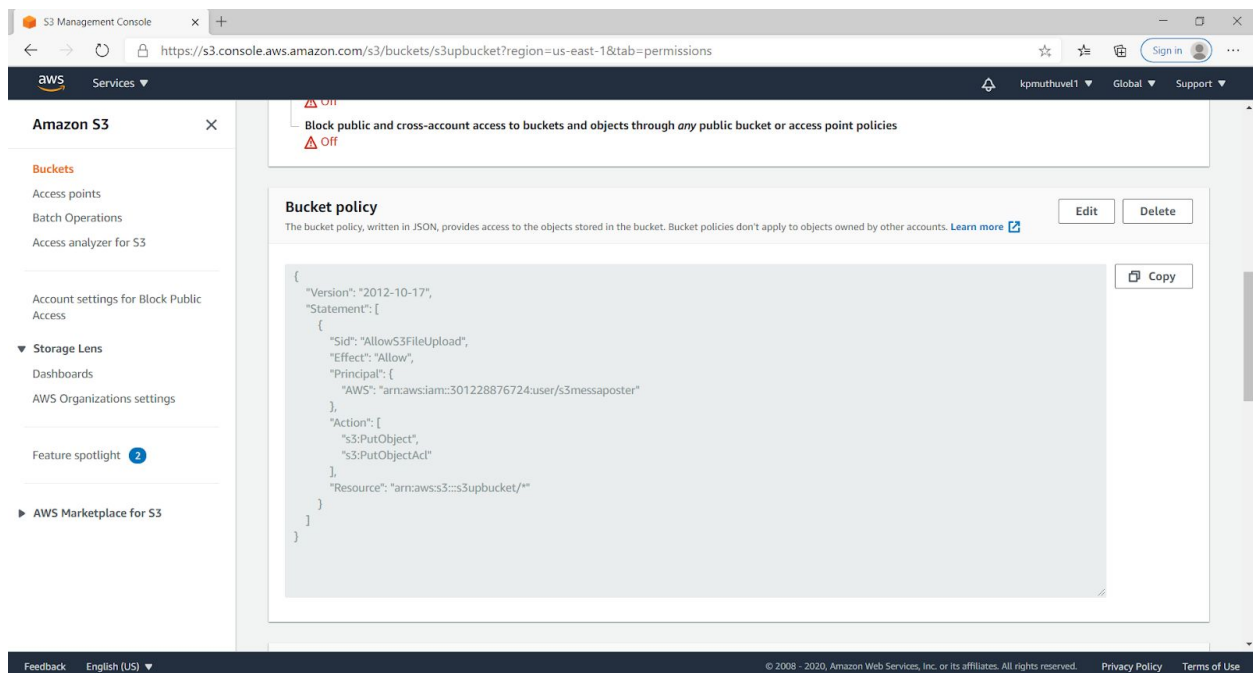 S3 Management Console
https://s3.console.aws.amazon.com/s3/buckets/s3upbucket?region=us-east-1&tab=permissions
Sign in
aws
Services ▼
kpmuthuvel1 ▼
Global ▼
Support ▼
Amazon S3
Buckets
Access points
Batch Operations
Access analyzer for S3
Account settings for Block Public
Access
▼ Storage Lens
Dashboards
AWS Organizations settings
Feature spotlight 2
▶ AWS Marketplace for S3
Off
Block public and cross-account access to buckets and objects through any public bucket or access point policies
Off
Bucket policy
The bucket policy, written in JSON, provides access to the objects stored in the bucket. Bucket policies don't apply to objects owned by other accounts. Learn more
Edit
Delete
Copy
{
"Version": "2012-10-17",
"Statement": [
{
"Sid": "AllowS3FileUpload",
"Effect": "Allow",
"Principal": {
"AWS": "arn:aws:iam::301228876724:user/s3messaposter"
},
"Action": [
"s3:PutObject",
"s3:PutObjectAcl"
],
"Resource": "arn:aws:s3:::s3upbucket/*"
}
]
}
Feedback
English (US) ▼
© 2008 - 2020, Amazon Web Services, Inc. or its affiliates. All rights reserved.
Privacy Policy
Terms of Use